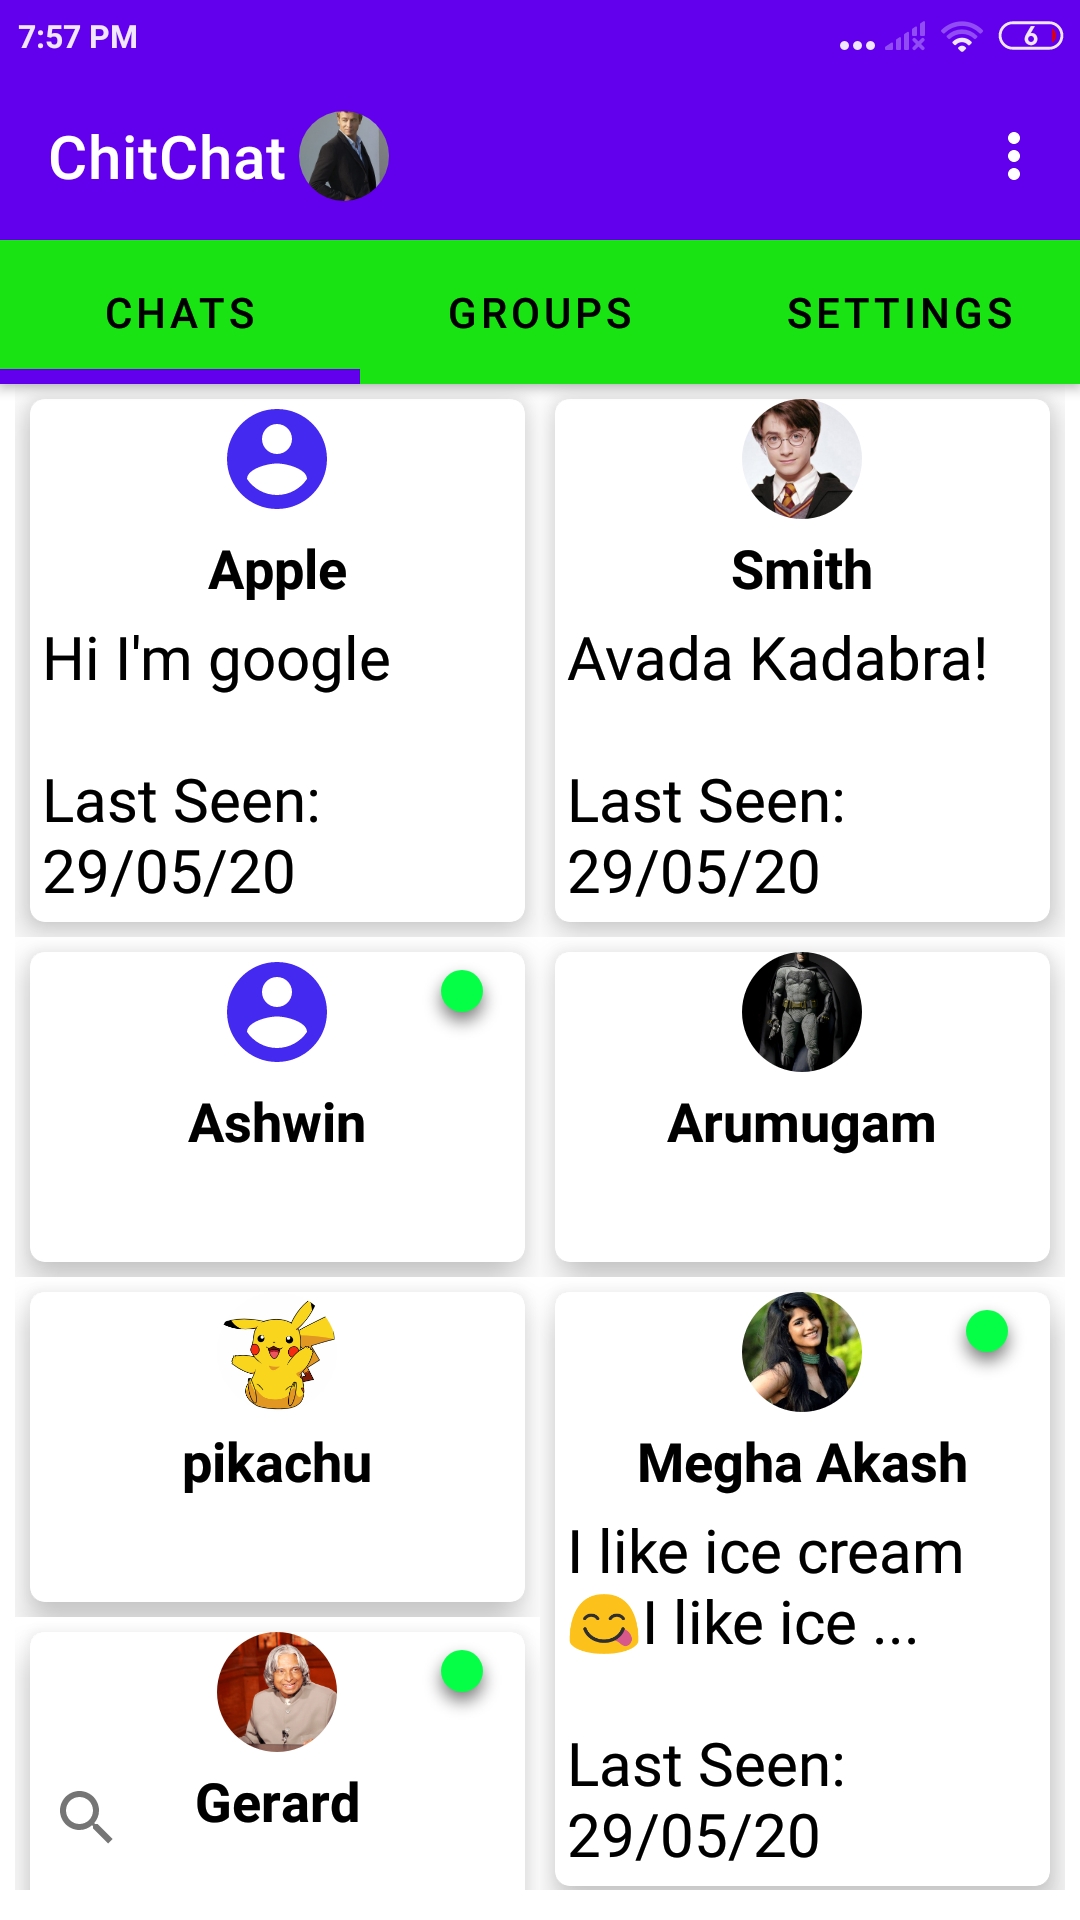 7:57 PM
6
ChitChat
CHATS
GROUPS
SETTINGS
Apple
Hi I'm google
Last Seen:
29/05/20
Smith
Avada Kadabra!
Last Seen:
29/05/20
Ashwin
Arumugam
pikachu
Megha Akash
I like ice cream
😋I like ice ...
Last Seen:
29/05/20
Gerard